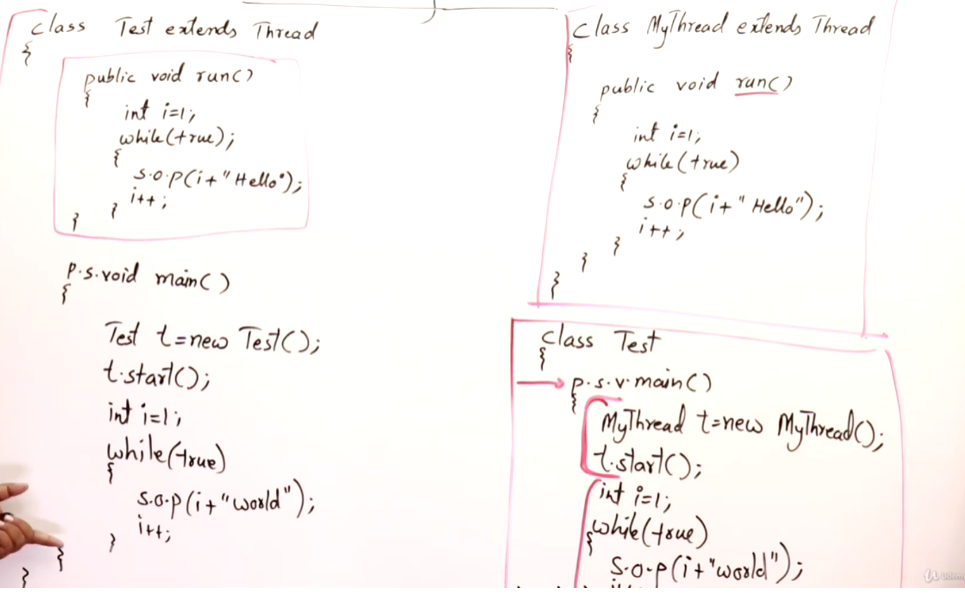 class Test extends Thread
{
public void run()
{
int i=1;
while(true);
{
s.o.p(i+"Hello");
i++;
}
}
p.s.void main()
{
Test t=new Test();
t.start();
int i=1;
while(true)
{
s.o.p(i+"world");
i++;
}
}
}
class MyThread extends Thread
{
public void run()
{
int i=1;
while(true)
{
s.o.p(i+"Hello");
i++;
}
}
}
class Test
{
p.s.v.main()
{
MyThread t=new MyThread();
t.start();
int i=1;
while(true)
{
s.o.p(i+"world");
Udemy